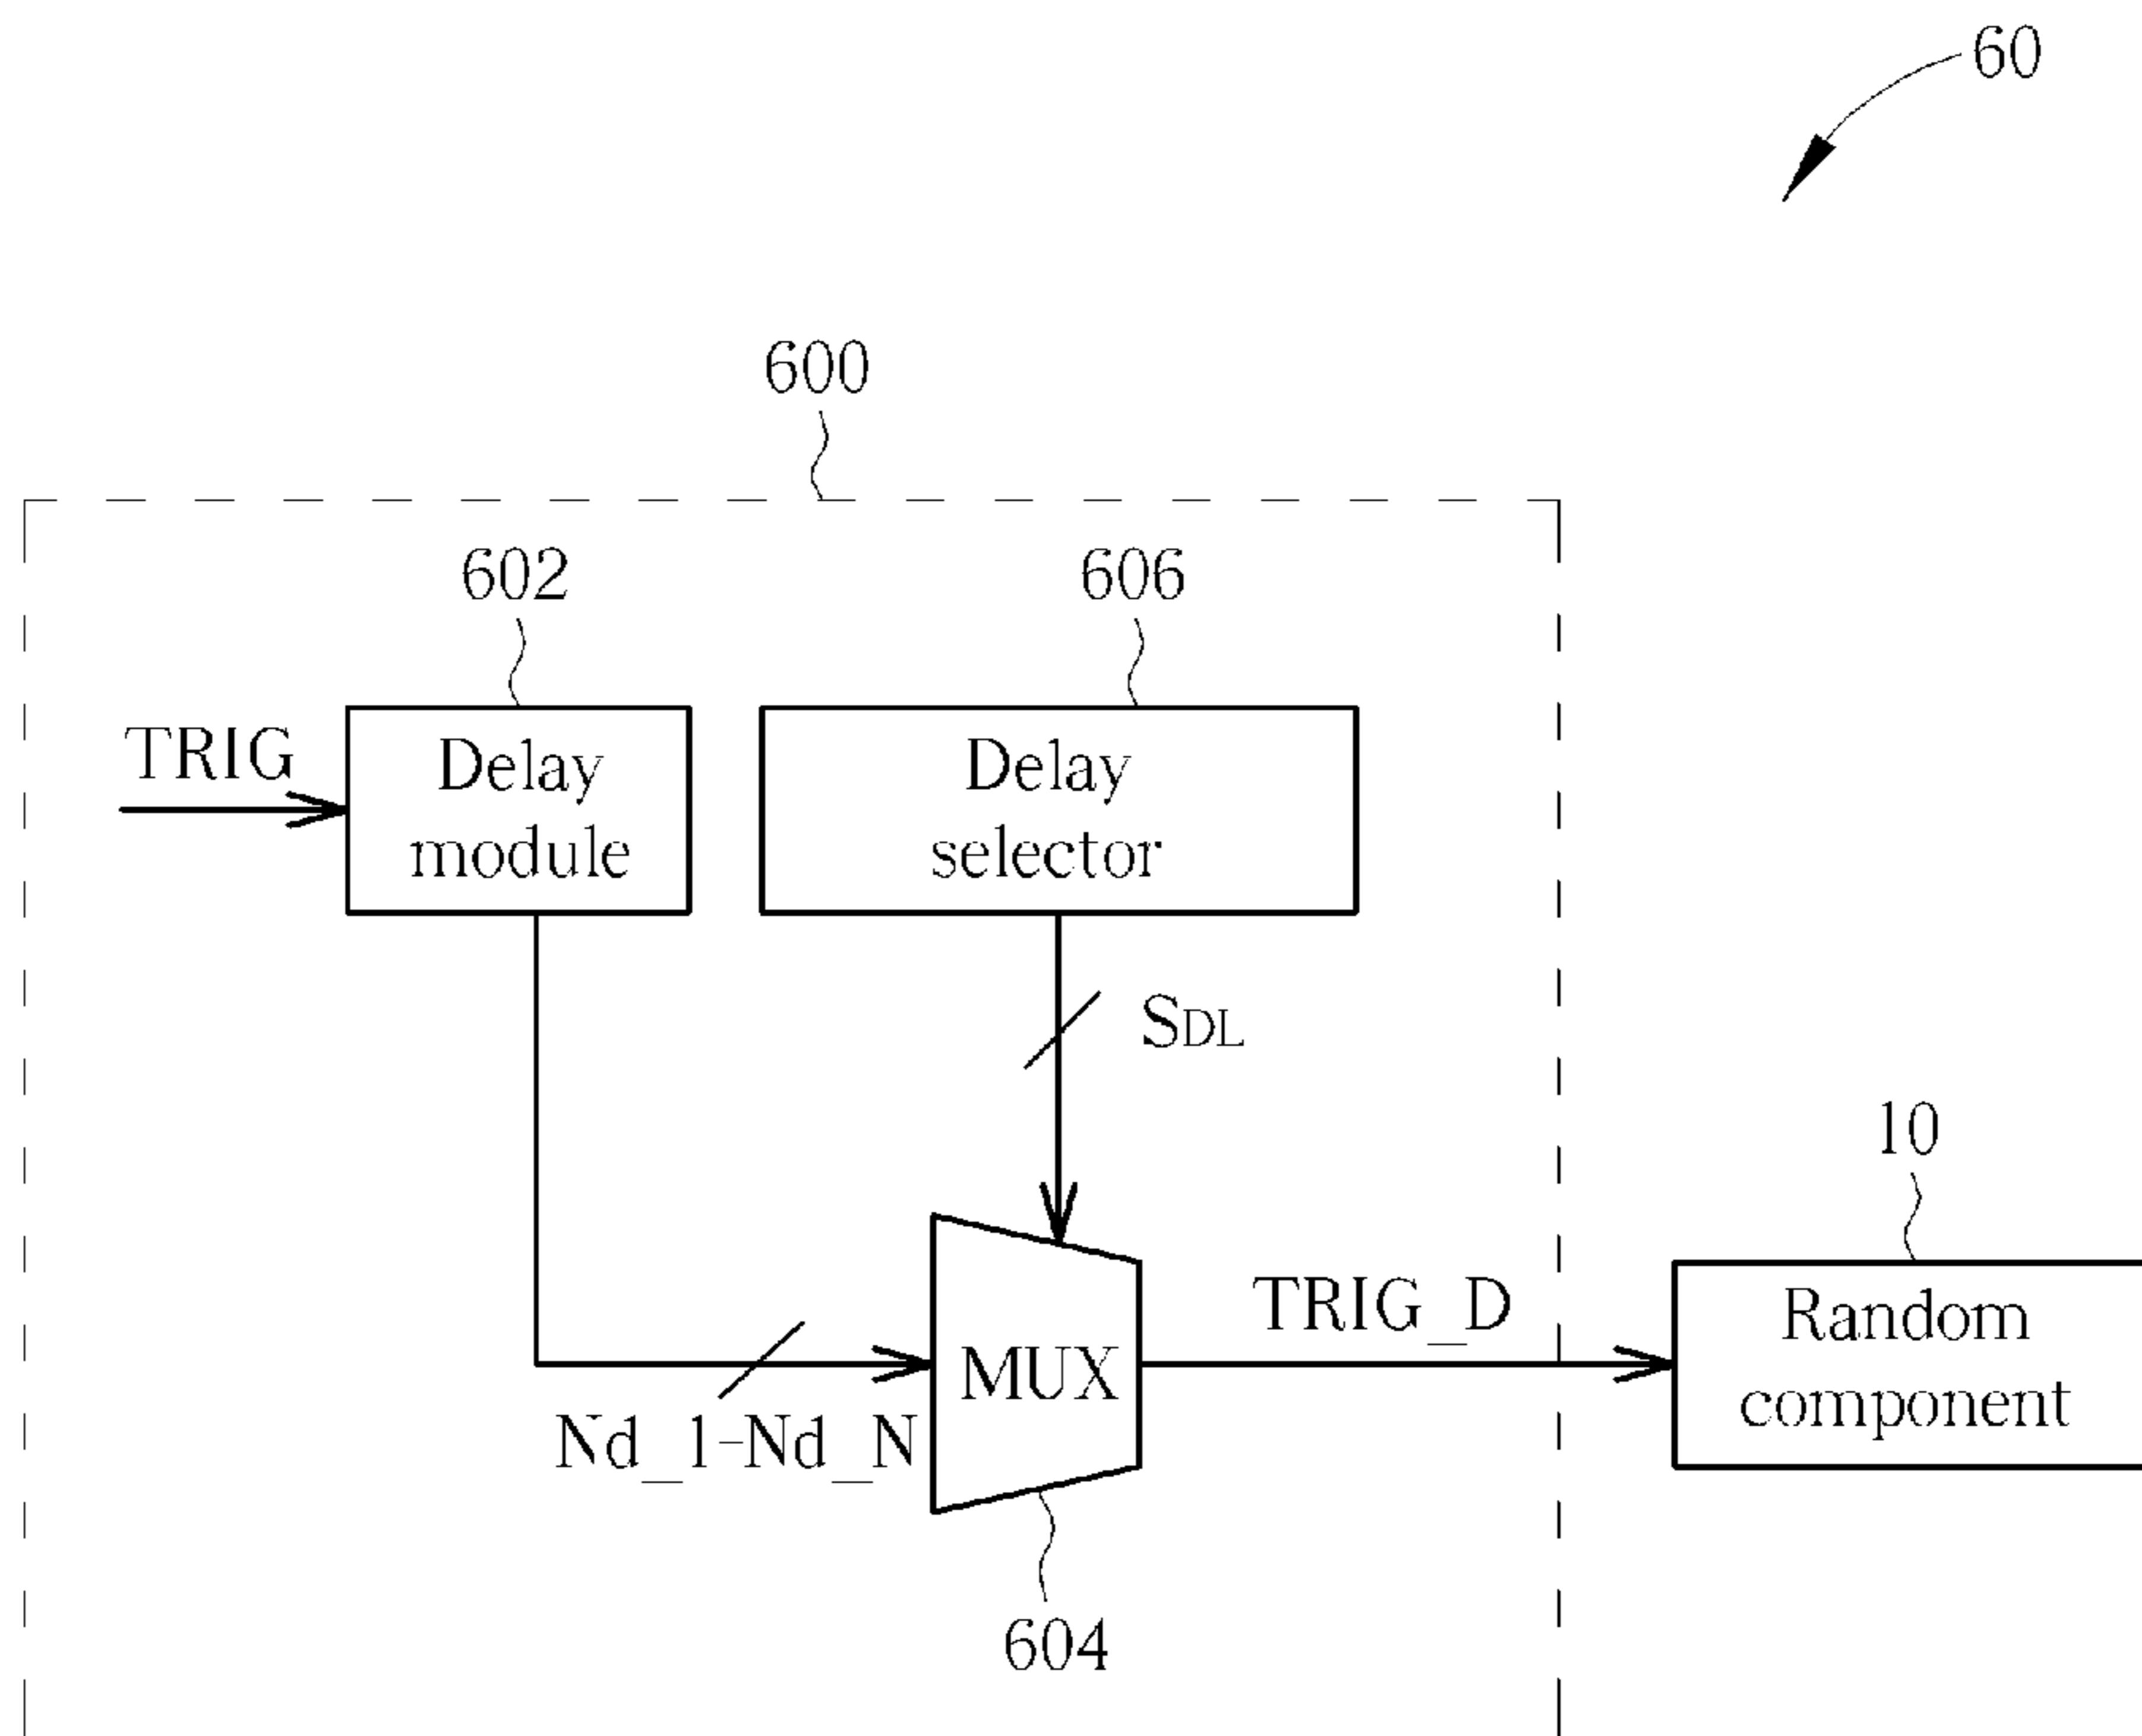 60
600
602
606
TRIG
Delay
module
Delay
selector
SDL
10
TRIG_D
Random
component
MUX
Nd_1-Nd_N
604